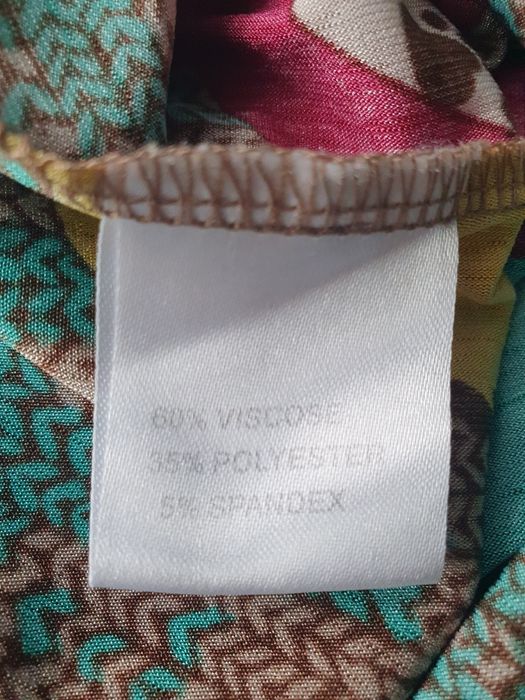 60% VISCOSE
35% POLYESTER
5% SPANDEX